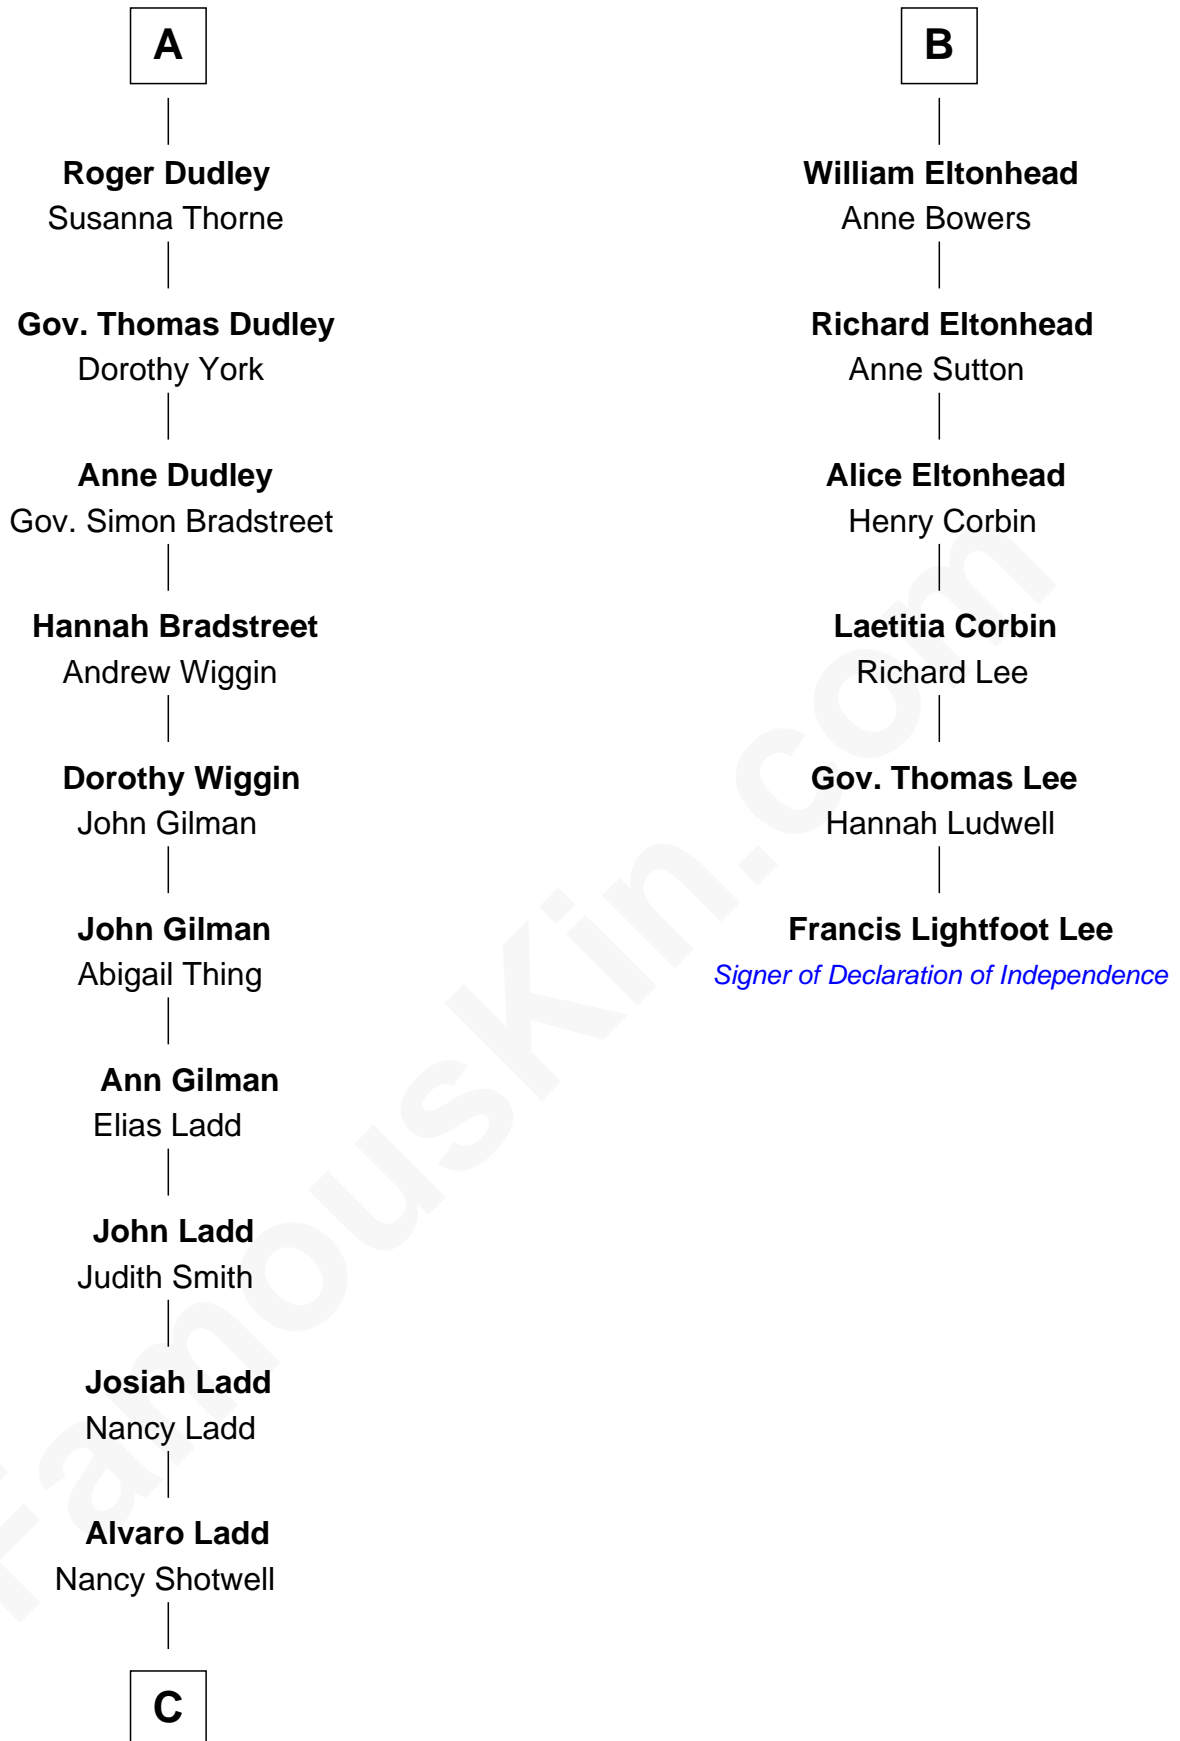 A
Roger Dudley
Susanna Thorne
Gov. Thomas Dudley
Dorothy York
Anne Dudley
Gov. Simon Bradstreet
Hannah Bradstreet
Andrew Wiggin
Dorothy Wiggin
John Gilman
John Gilman
Abigail Thing
Ann Gilman
Elias Ladd
John Ladd
Judith Smith
Josiah Ladd
Nancy Ladd
Alvaro Ladd
Nancy Shotwell
C
B
William Eltonhead
Anne Bowers
Richard Eltonhead
Anne Sutton
Alice Eltonhead
Henry Corbin
Laetitia Corbin
Richard Lee
Gov. Thomas Lee
Hannah Ludwell
Francis Lightfoot Lee
Signer of Declaration of Independence
FamousKin.com